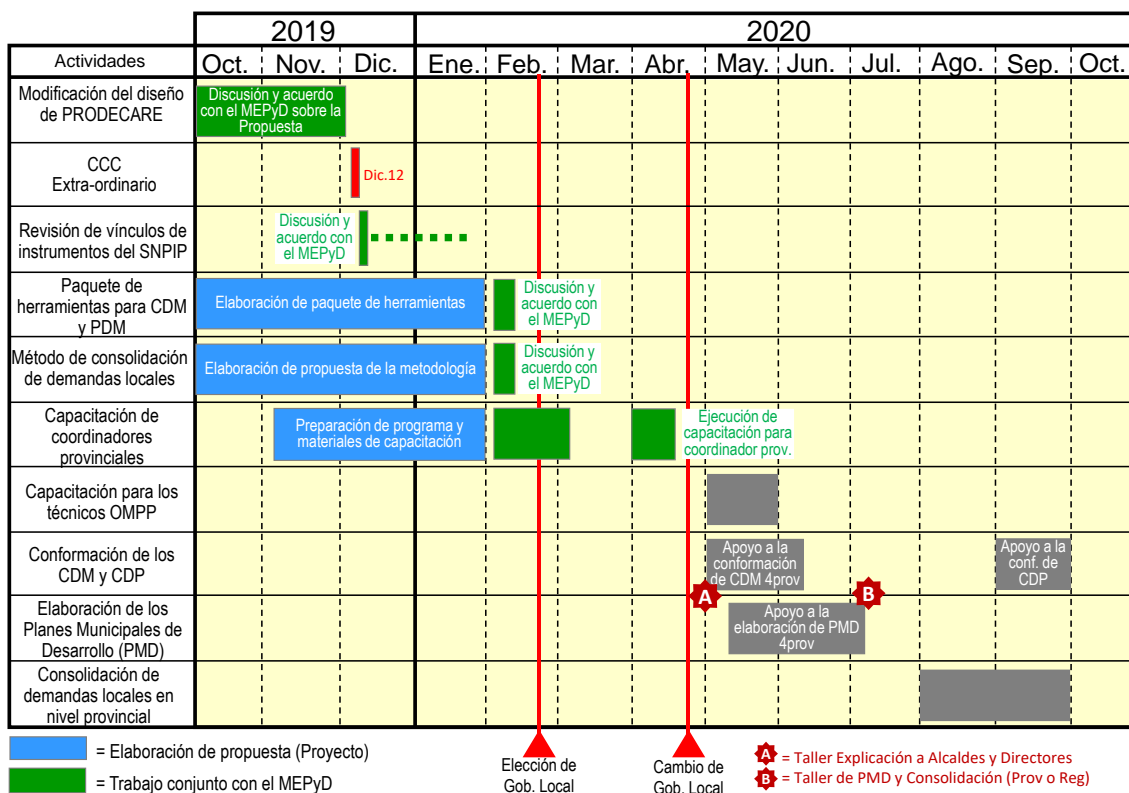 2019
2020
Actividades
Oct.
Nov.
Dic.
Ene.
Feb.
Mar.
Abr.
May.
Jun.
Jul.
Ago.
Sep.
Oct.
Modificación del diseño
de PRODECARE
Discusión y acuerdo
con el MEPyD sobre la
Propuesta
CCC
Extra-ordinario
Dic.12
Revisión de vínculos de
instrumentos del SNPIP
Discusión y
acuerdo con
el MEPyD
Paquete de
herramientas para CDM
y PDM
Elaboración de paquete de herramientas
Discusión y
acuerdo con
el MEPyD
Método de consolidación
de demandas locales
Elaboración de propuesta de la metodología
Discusión y
acuerdo con
el MEPyD
Capacitación de
coordinadores
provinciales
Preparación de programa y
materiales de capacitación
Ejecución de
capacitación para
coordinador prov.
Capacitación para los
técnicos OMPP
Conformación de los
CDM y CDP
Apoyo a la
conformación
de CDM 4prov
Apoyo a la
conf. de
CDP
A
B
Elaboración de los
Planes Municipales de
Desarrollo (PMD)
Apoyo a la
elaboración de PMD
4prov
Consolidación de
demandas locales en
nivel provincial
= Elaboración de propuesta (Proyecto)
= Trabajo conjunto con el MEPyD
Elección de
Gob. Local
Cambio de
Gob. Local
A = Taller Explicación a Alcaldes y Directores
B = Taller de PMD y Consolidación (Prov o Reg)